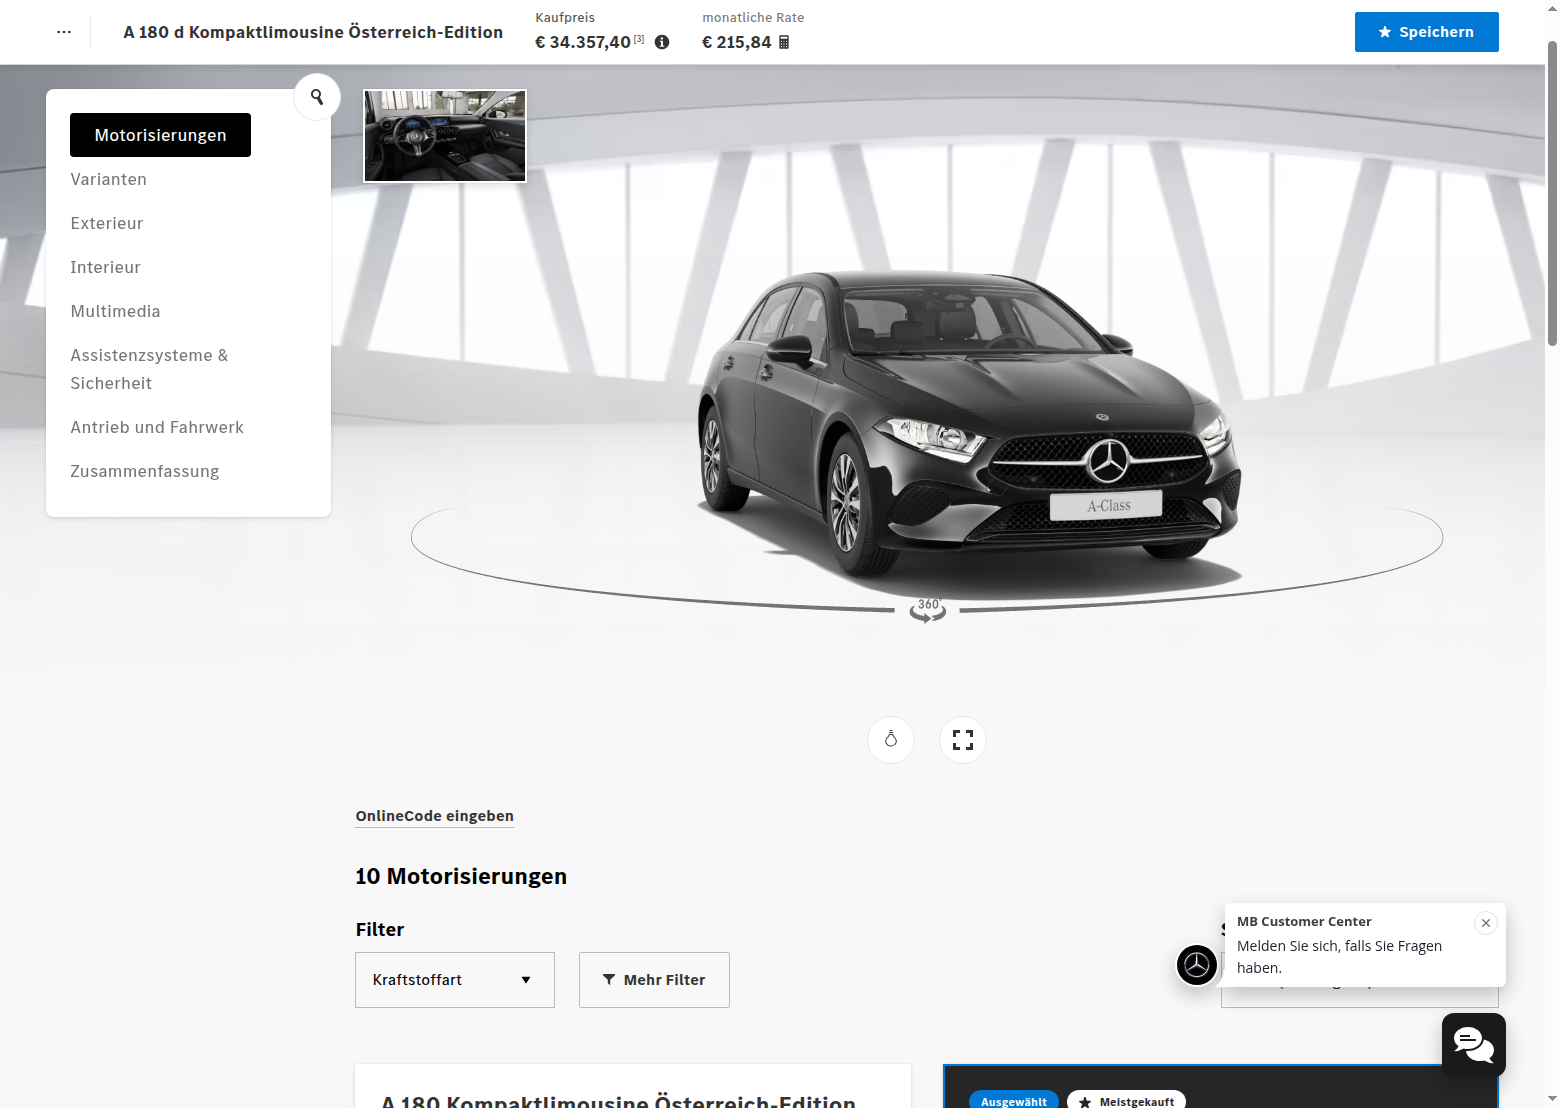 A 180 d Kompaktlimousine Österreich-Edition
Kaufpreis
€ 34.357,40 [3]
monatliche Rate
€ 215,84
Speichern
Motorisierungen
Varianten
Exterieur
Interieur
Multimedia
Assistenzsysteme &
Sicherheit
Antrieb und Fahrwerk
Zusammenfassung
A-Class
360°
OnlineCode eingeben
10 Motorisierungen
Filter
Kraftstoffart
Mehr Filter
MB Customer Center
Melden Sie sich, falls Sie Fragen
haben.
A 180 Kompaktlimousine Österreich-Edition
Ausgewählt
Meistgekauft